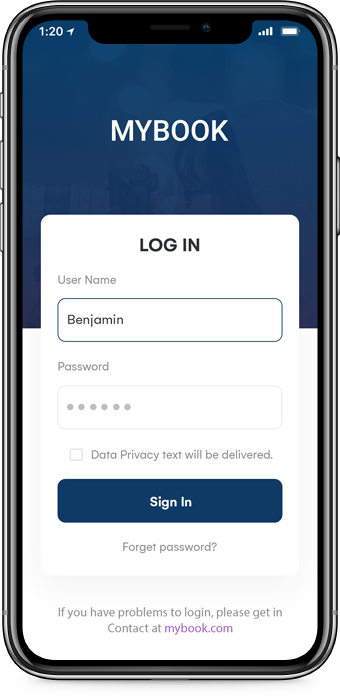 1:20
MYBOOK
LOG IN
User Name
Benjamin
Password
Data Privacy text will be delivered.
Sign In
Forget password?
If you have problems to login, please get in
Contact at mybook.com